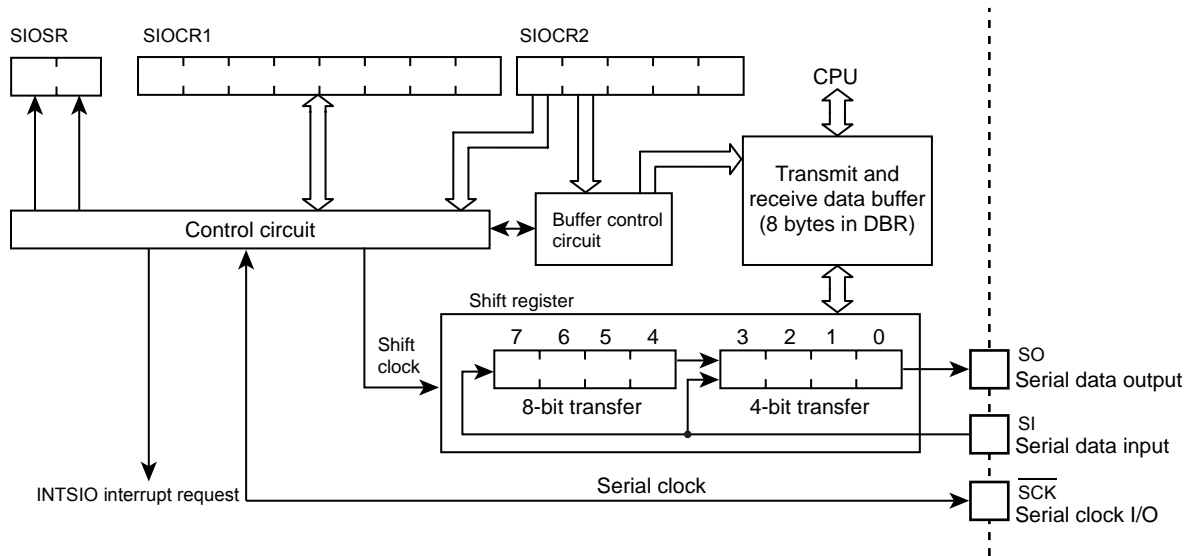 SIOSR
SIOCR1
SIOCR2
CPU
Transmit and
receive data buffer
(8 bytes in DBR)
Control circuit
Buffer control
circuit
Shift register
7 6 5 4 3 2 1 0
Shift
clock
8-bit transfer
4-bit transfer
SO
Serial data output
SI
Serial data input
INTSIO interrupt request
Serial clock
SCK
Serial clock I/O